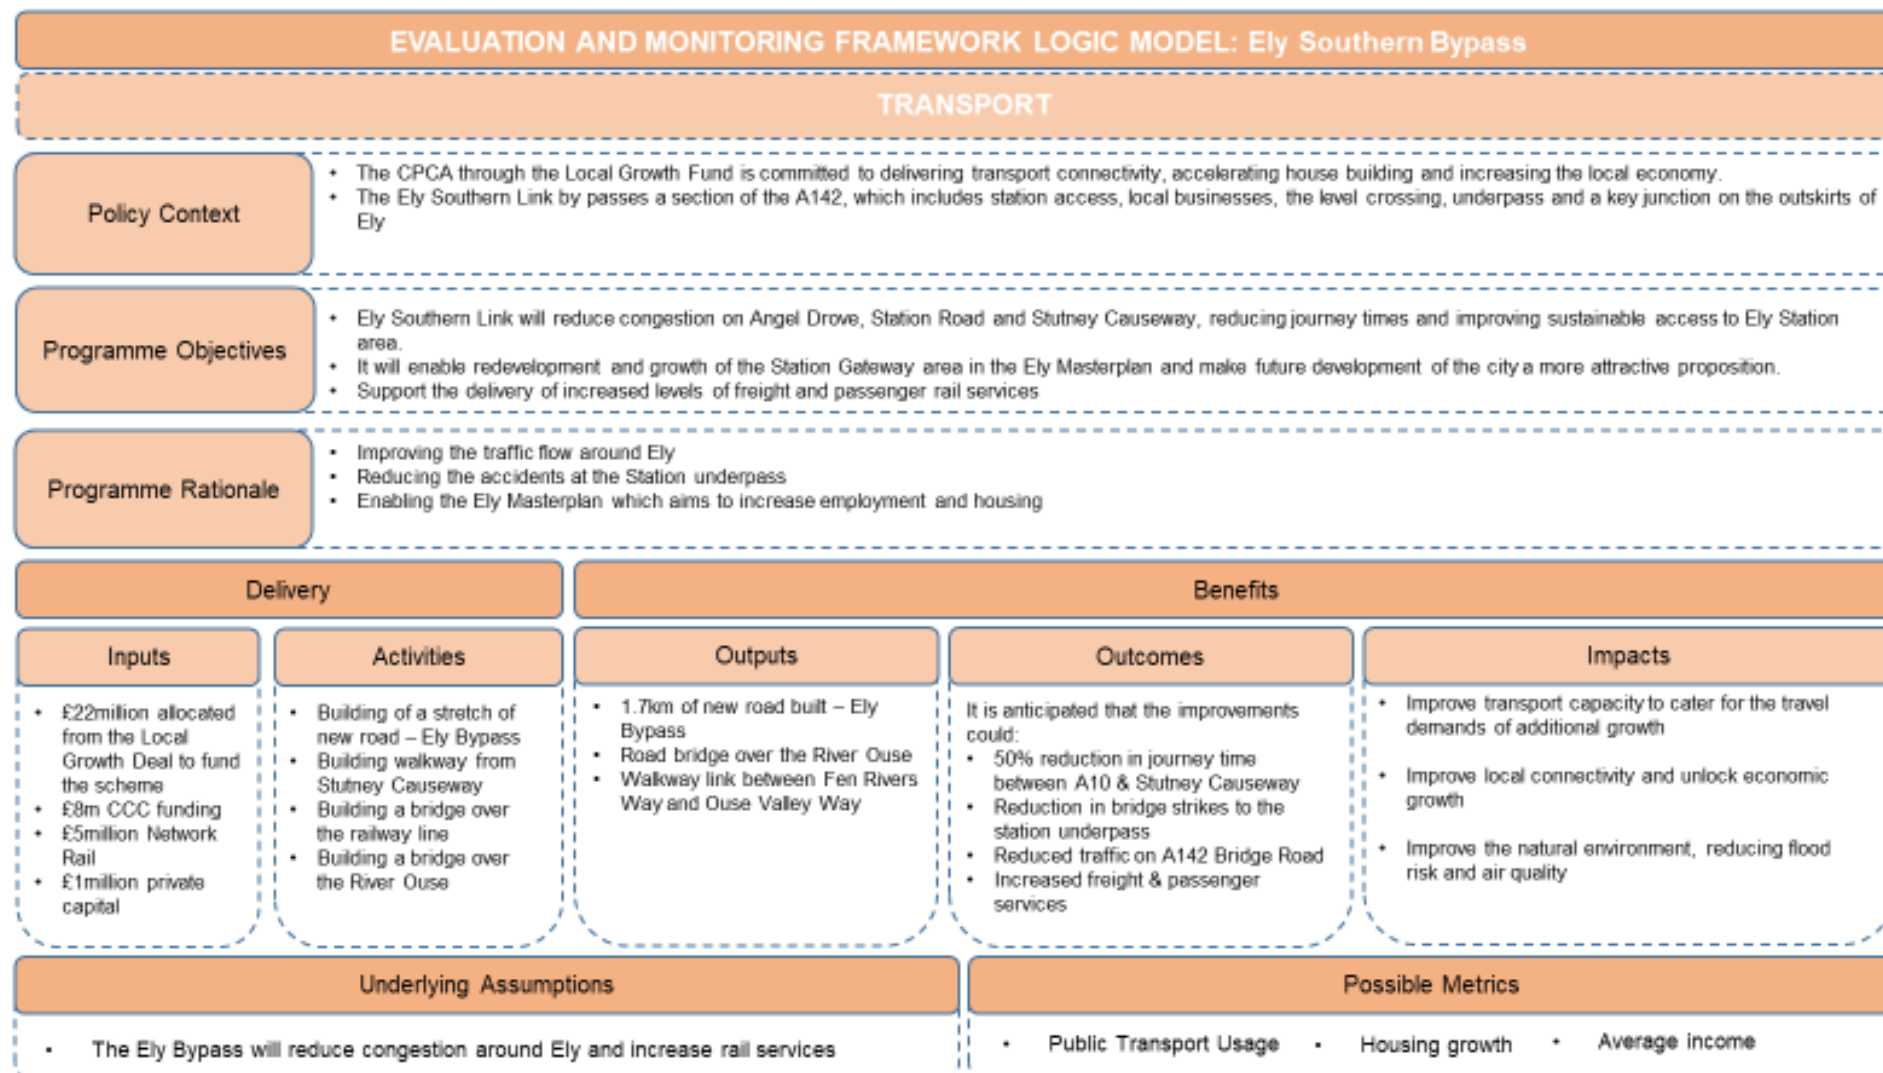 EVALUATION AND MONITORING FRAMEWORK LOGIC MODEL: Ely Southern Bypass
TRANSPORT
Policy Context
• The CPCA through the Local Growth Fund is committed to delivering transport connectivity, accelerating house building and increasing the local economy.
• The Ely Southern Link by passes a section of the A142, which includes station access, local businesses, the level crossing, underpass and a key junction on the outskirts of
Ely
Programme Objectives
• Ely Southern Link will reduce congestion on Angel Drove, Station Road and Stutney Causeway, reducing journey times and improving sustainable access to Ely Station
area.
• It will enable redevelopment and growth of the Station Gateway area in the Ely Masterplan and make future development of the city a more attractive proposition.
• Support the delivery of increased levels of freight and passenger rail services
Programme Rationale
• Improving the traffic flow around Ely
• Reducing the accidents at the Station underpass
• Enabling the Ely Masterplan which aims to increase employment and housing
Delivery
Benefits
Inputs
• £22million allocated
from the Local
Growth Deal to fund
the scheme
• £8m CCC funding
• £5million Network
Rail
• £1million private
capital
Activities
• Building of a stretch of
new road – Ely Bypass
• Building walkway from
Stutney Causeway
• Building a bridge over
the railway line
• Building a bridge over
the River Ouse
Outputs
• 1.7km of new road built – Ely
Bypass
• Road bridge over the River Ouse
• Walkway link between Fen Rivers
Way and Ouse Valley Way
Outcomes
It is anticipated that the improvements
could:
• 50% reduction in journey time
between A10 & Stutney Causeway
• Reduction in bridge strikes to the
station underpass
• Reduced traffic on A142 Bridge Road
• Increased freight & passenger
services
Impacts
• Improve transport capacity to cater for the travel
demands of additional growth
• Improve local connectivity and unlock economic
growth
• Improve the natural environment, reducing flood
risk and air quality
Underlying Assumptions
• The Ely Bypass will reduce congestion around Ely and increase rail services
Possible Metrics
• Public Transport Usage • Housing growth • Average income